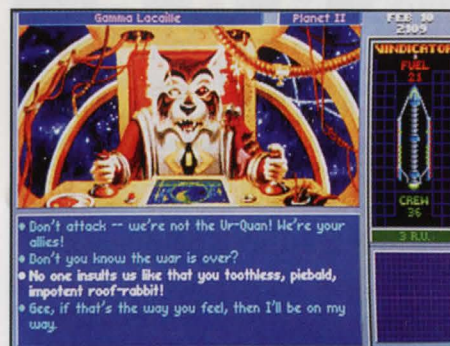 Gamma Lacaille
Planet II
FEB 10
2109
VINDICATOR
FUEL
21
CREW
36
3 R.U.
Don't attack -- we're not the Ur-Quan! We're your
allies!
Don't you know the war is over?
No one insults us like that you toothless, piebald,
impotent roof-rabbit!
Gee, if that's the way you feel, then I'll be on my
way.